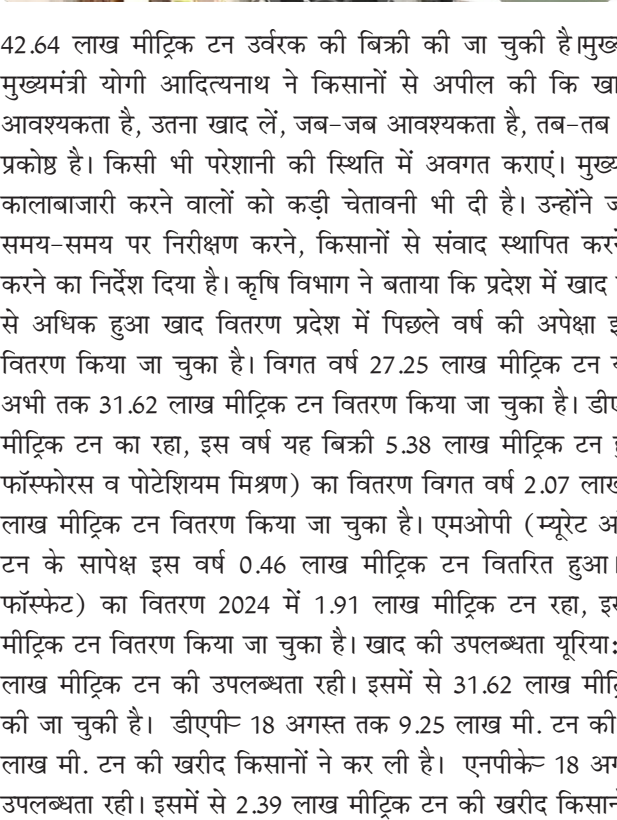 42.64 लाख मीट्रिक टन उर्वरक की बिक्री की जा चुकी है।
मुख्यमंत्री योगी आदित्यनाथ ने किसानों से अपील की कि
आवश्यकता है, उतना खाद लें, जब-जब आवश्यकता है, तब-तब
प्रकोष्ठ है। किसी भी परेशानी की स्थिति में अवगत कराएं।
कालाबाजारी करने वालों को कड़ी चेतावनी भी दी है। उन्होंने
समय-समय पर निरीक्षण करने, किसानों से संवाद स्थापित
करने का निर्देश दिया है। कृषि विभाग ने बताया कि प्रदेश में खाद
से अधिक हुआ खाद वितरण प्रदेश में पिछले वर्ष की अपेक्षा
वितरण किया जा चुका है। विगत वर्ष 27.25 लाख मीट्रिक टन
अभी तक 31.62 लाख मीट्रिक टन वितरण किया जा चुका है।
मीट्रिक टन का रहा, इस वर्ष यह बिक्री 5.38 लाख मीट्रिक टन
फॉस्फोरस व पोटेशियम मिश्रण) का वितरण विगत वर्ष 2.07 लाख
लाख मीट्रिक टन वितरण किया जा चुका है। एमओपी (म्यूरेट
टन के सापेक्ष इस वर्ष 0.46 लाख मीट्रिक टन वितरित हुआ।
फॉस्फेट) का वितरण 2024 में 1.91 लाख मीट्रिक टन रहा,
मीट्रिक टन वितरण किया जा चुका है। खाद की उपलब्धता यूरिया:
लाख मीट्रिक टन की उपलब्धता रही। इसमें से 31.62 लाख
की जा चुकी है। डीएपी- 18 अगस्त तक 9.25 लाख मी. टन की
लाख मी. टन की खरीद किसानों ने कर ली है। एनपीके- 18
उपलब्धता रही। इसमें से 2.39 लाख मीट्रिक टन की खरीद